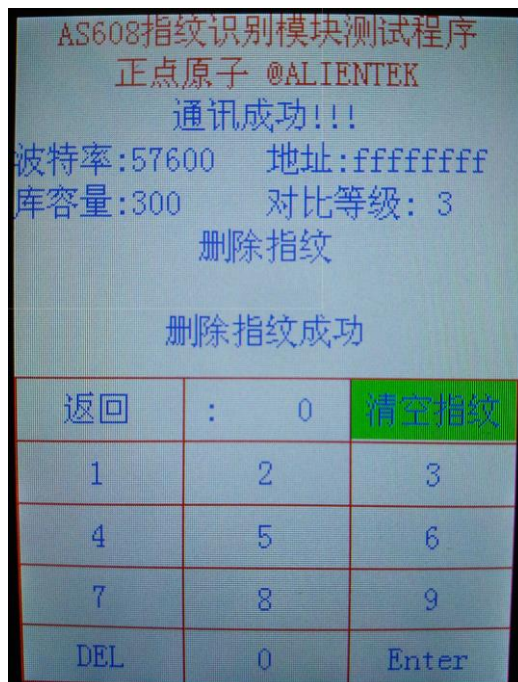 AS608指纹识别模块测试程序
正点原子 @ALIENTEK
通讯成功!!!
波特率:57600 地址:ffffffff
库容量:300 对比等级: 3
删除指纹
删除指纹成功
返回 : 0 清空指纹
1 2 3
4 5 6
7 8 9
DEL 0 Enter